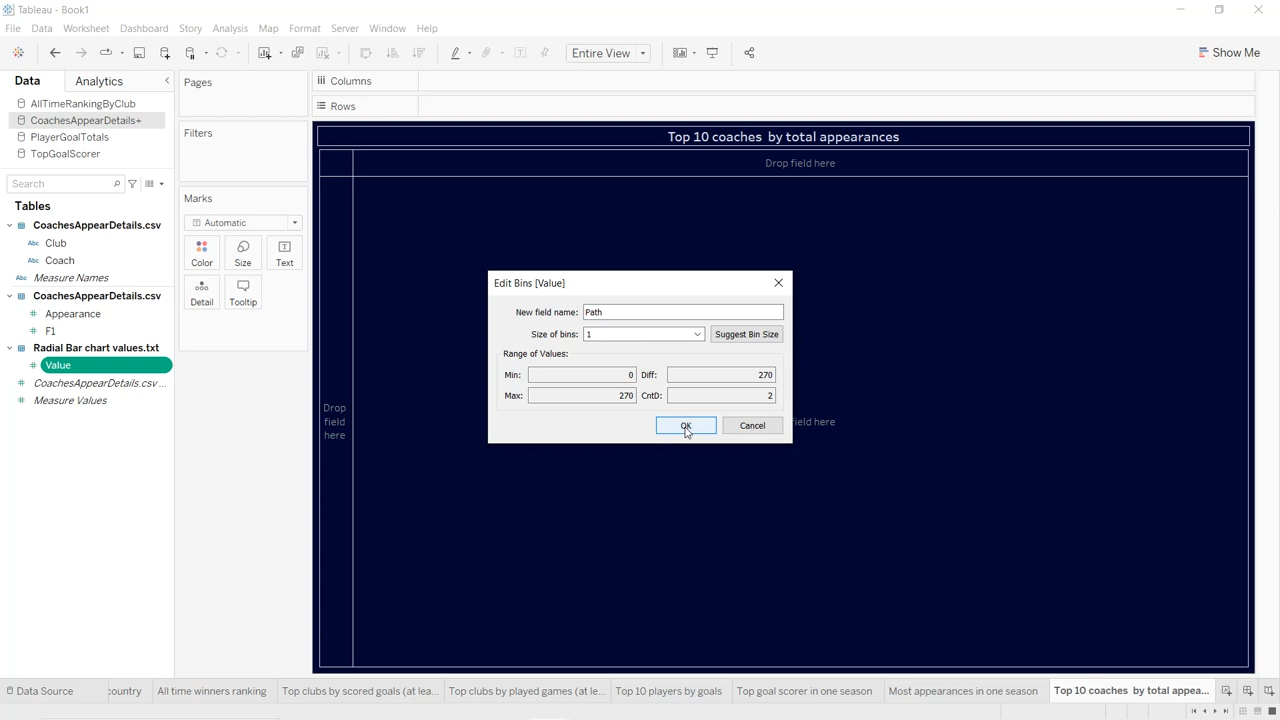 Tableau - Book1
File Data Worksheet Dashboard Story Analysis Map Format Server Window Help
Entire View
Show Me
Data Analytics
Pages
Columns
Rows
AllTimeRankingByClub
CoachesAppearDetails+
PlayerGoalTotals
TopGoalScorer
Filters
Search
Tables
CoachesAppearDetails.csv
Abc Club
Abc Coach
Abc Measure Names
CoachesAppearDetails.csv
# Appearance
# F1
Radial Bar chart values.txt
# Value
# CoachesAppearDetails.csv ...
# Measure Values
Marks
Automatic
Color Size Text
Detail Tooltip
Top 10 coaches by total appearances
Drop field here
Drop
field
here
field here
Edit Bins [Value]
New field name: Path
Size of bins: 1 Suggest Bin Size
Range of Values:
Min: 0 Diff: 270
Max: 270 CntD: 2
OK Cancel
Data Source country All time winners ranking Top clubs by scored goals (at lea... Top clubs by played games (at le... Top 10 players by goals Top goal scorer in one season Most appearances in one season Top 10 coaches by total appea...